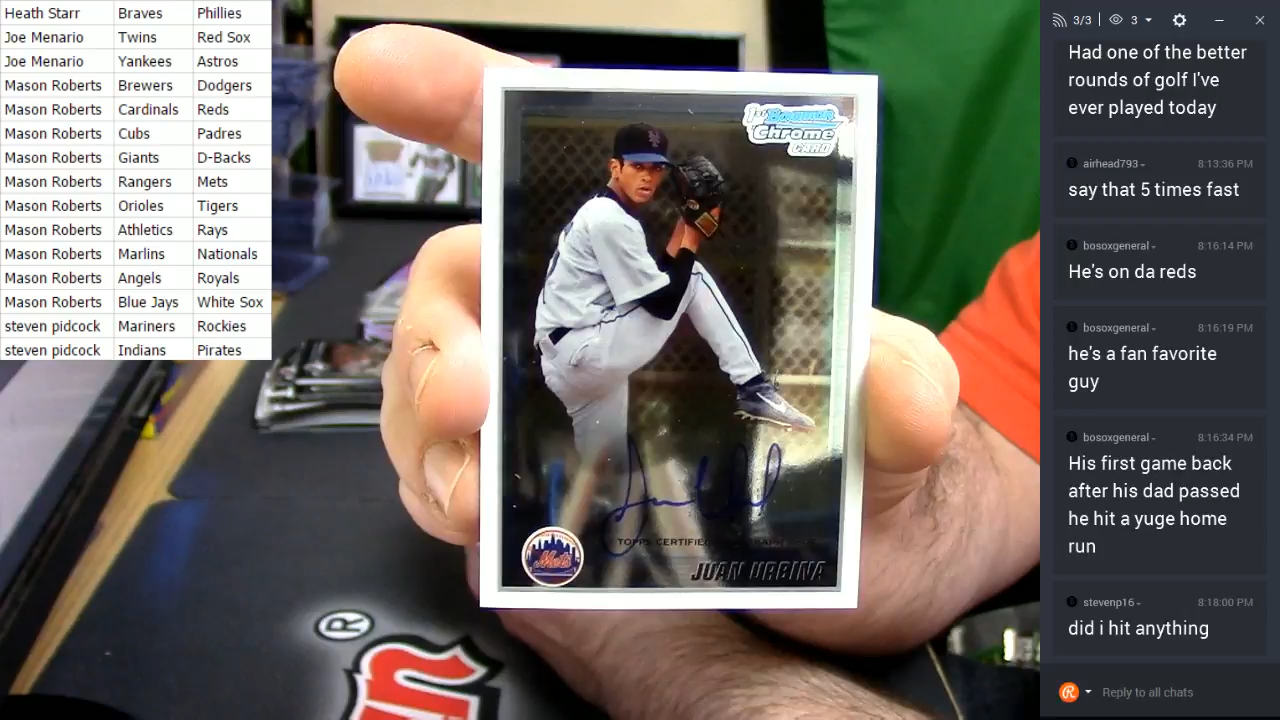 Heath Starr Braves Phillies
Joe Menario Twins Red Sox
Joe Menario Yankees Astros
Mason Roberts Brewers Dodgers
Mason Roberts Cardinals Reds
Mason Roberts Cubs Padres
Mason Roberts Giants D-Backs
Mason Roberts Rangers Mets
Mason Roberts Orioles Tigers
Mason Roberts Athletics Rays
Mason Roberts Marlins Nationals
Mason Roberts Angels Royals
Mason Roberts Blue Jays White Sox
steven pidcock Mariners Rockies
steven pidcock Indians Pirates
1st Bowman
Chrome
CARD
TOPPS CERTIFIED
Mets
JUAN URBINA
®
3/3 3
Had one of the better
rounds of golf I've
ever played today
airhead793 8:13:36 PM
say that 5 times fast
bosoxgeneral 8:16:14 PM
He's on da reds
bosoxgeneral 8:16:19 PM
he's a fan favorite
guy
bosoxgeneral 8:16:34 PM
His first game back
after his dad passed
he hit a yuge home
run
stevenp16 8:18:00 PM
did i hit anything
Reply to all chats